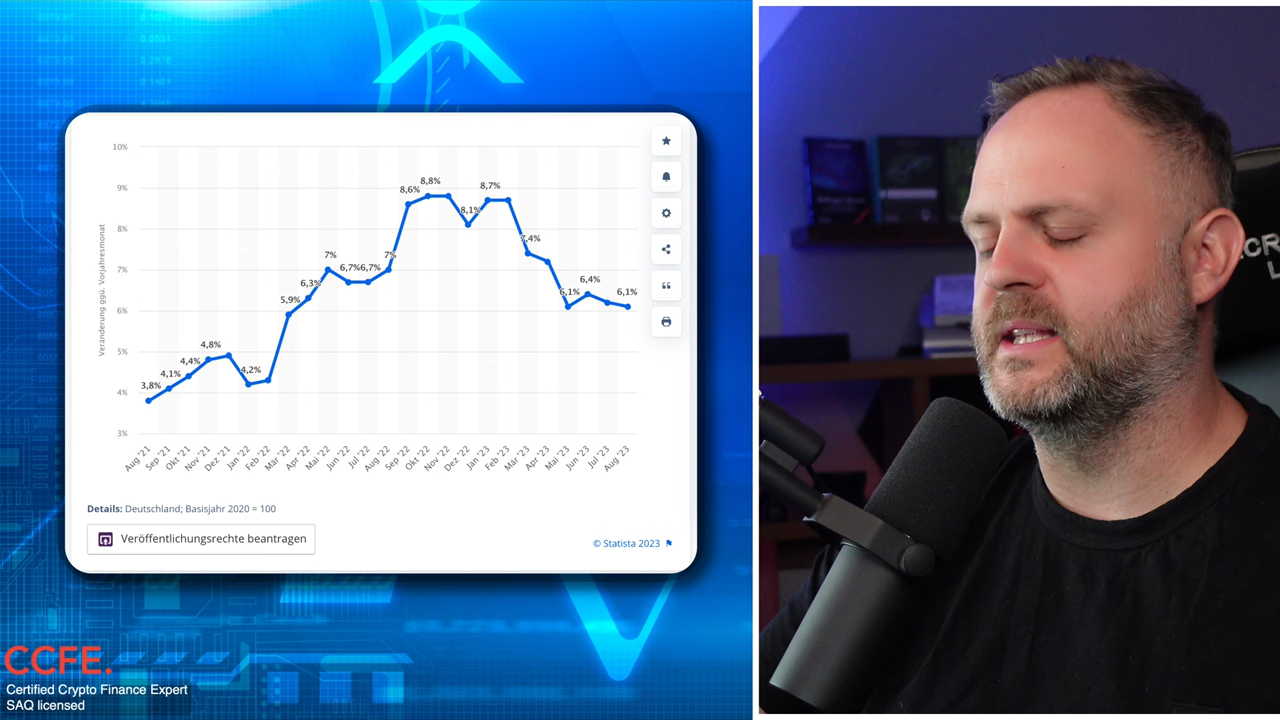 10%
9%
8%
7%
6%
5%
4%
3%
Veränderung ggü. Vorjahresmonat
3,8%
4,1%
4,4%
4,8%
4,2%
5,9%
6,3%
7%
6,7%
6,7%
7%
8,6%
8,8%
8,1%
8,7%
7,4%
6,1%
6,4%
6,1%
Aug '21
Sep '21
Okt '21
Nov '21
Dez '21
Jan '22
Feb '22
Mär '22
Apr '22
Mai '22
Jun '22
Jul '22
Aug '22
Sep '22
Okt '22
Nov '22
Dez '22
Jan '23
Feb '23
Mär '23
Apr '23
Mai '23
Jun '23
Jul '23
Aug '23
Details: Deutschland; Basisjahr 2020 = 100
Veröffentlichungsrechte beantragen
© Statista 2023
CCFE.
Certified Crypto Finance Expert
SAQ licensed